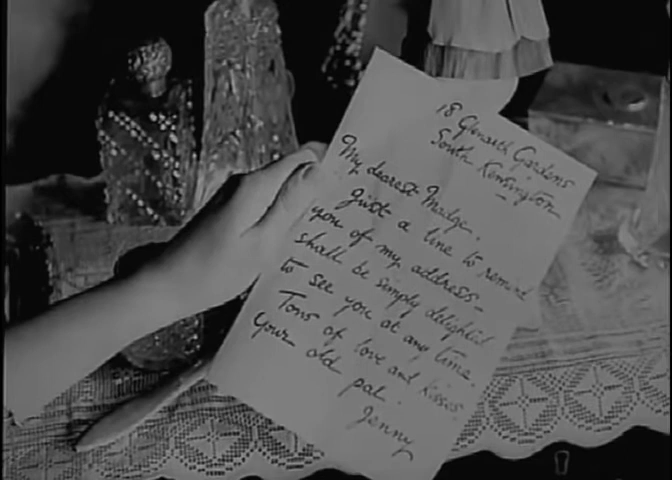 18 Glenarth Gardens
South Kensington
My dearest Madge.
Just a line to remind
you of my address -
shall be simply delighted
to see you at any time.
Tons of love and kisses.
Your old pal.
Jenny